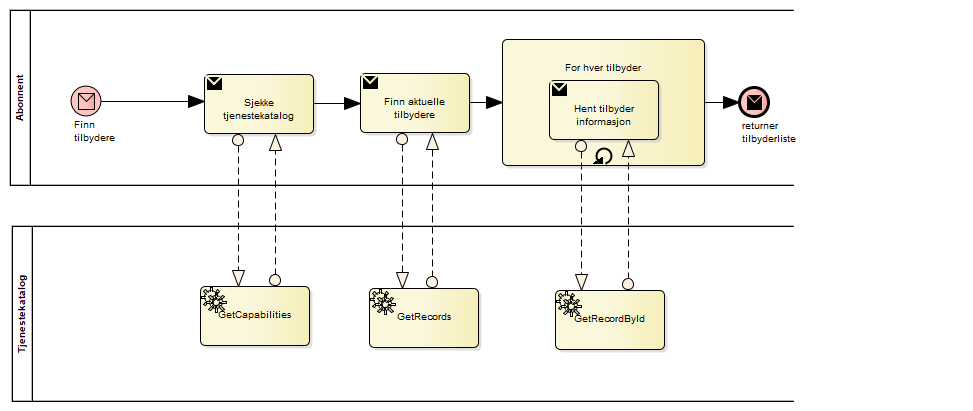 Abonnent
Finn
tilbydere
Sjekke
tjenestekatalog
Finn aktuelle
tilbydere
For hver tilbyder
Hent tilbyder
informasjon
returner
tilbyderliste
Tjenestekatalog
GetCapabilities
GetRecords
GetRecordById